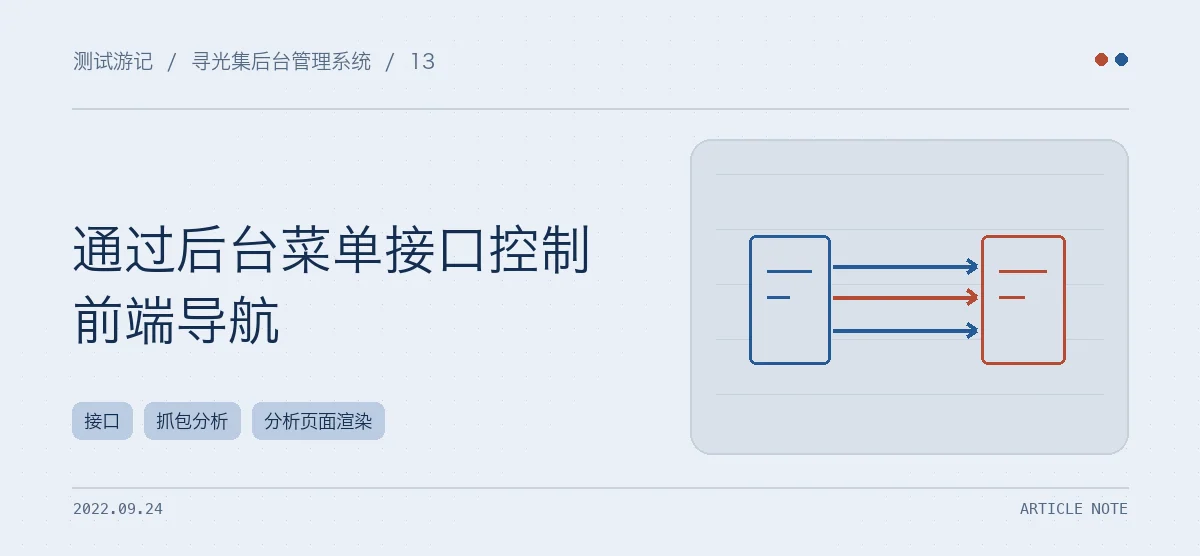 测试游记 / 寻光集后台管理系统 / 13
通过后台菜单接口控制
前端导航
接口 抓包分析 分析页面渲染
2022.09.24 ARTICLE NOTE